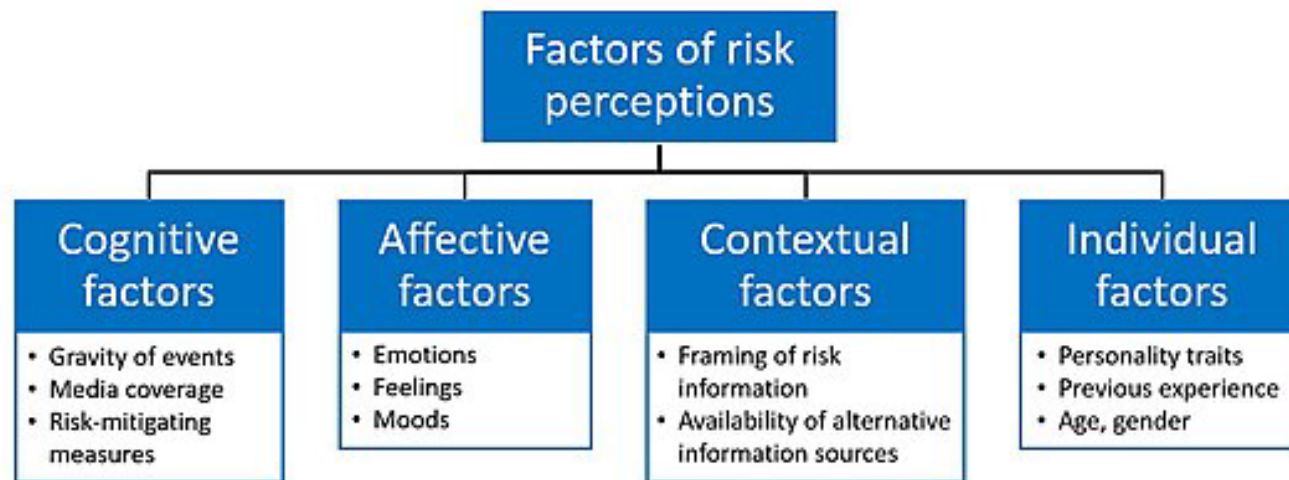 Factors of risk
perceptions
Cognitive
factors
• Gravity of events
• Media coverage
• Risk-mitigating
measures
Affective
factors
• Emotions
• Feelings
• Moods
Contextual
factors
• Framing of risk
information
• Availability of alternative
information sources
Individual
factors
• Personality traits
• Previous experience
• Age, gender